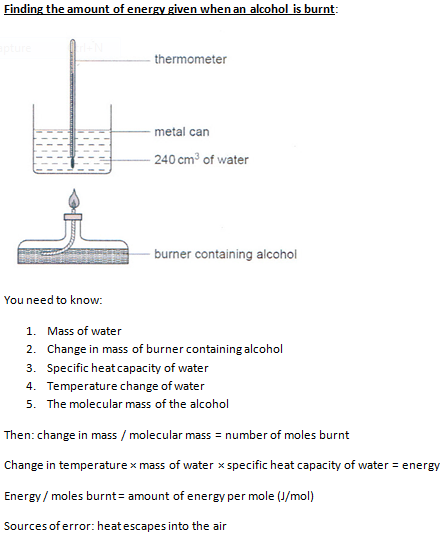 Finding the amount of energy given when an alcohol is burnt:
thermometer
metal can
240 cm³ of water
burner containing alcohol
You need to know:
1. Mass of water
2. Change in mass of burner containing alcohol
3. Specific heat capacity of water
4. Temperature change of water
5. The molecular mass of the alcohol
Then: change in mass / molecular mass = number of moles burnt
Change in temperature × mass of water × specific heat capacity of water = energy
Energy / moles burnt = amount of energy per mole (J/mol)
Sources of error: heat escapes into the air